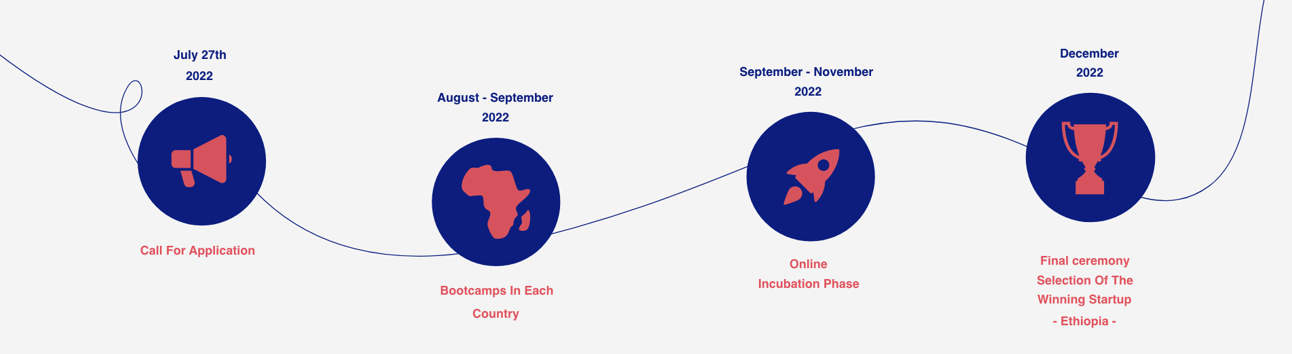 July 27th
2022
Call For Application
August - September
2022
Bootcamps In Each
Country
September - November
2022
Online
Incubation Phase
December
2022
Final ceremony
Selection Of The
Winning Startup
- Ethiopia -